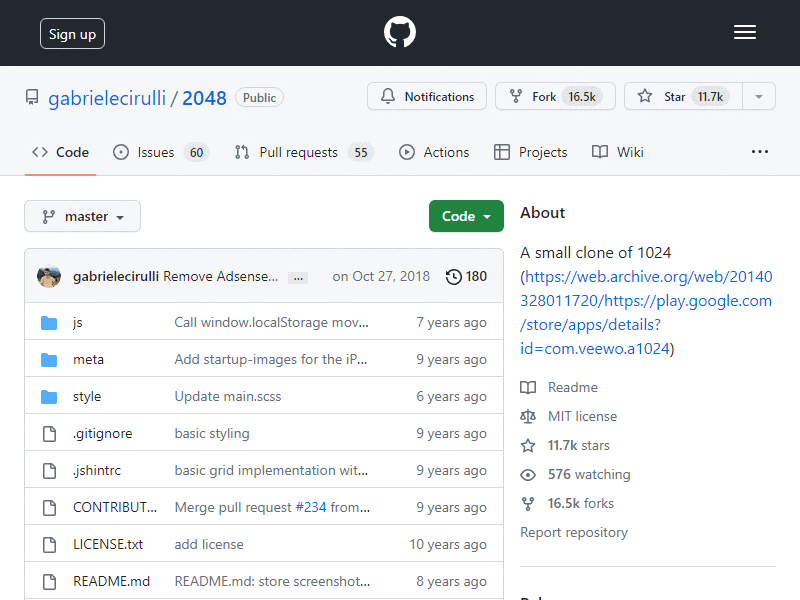 Sign up
gabrielecirulli / 2048 Public
Notifications Fork 16.5k Star 11.7k
Code Issues 60 Pull requests 55 Actions Projects Wiki ...
master Code
About
A small clone of 1024
(https://web.archive.org/web/20140
328011720/https://play.google.com
/store/apps/details?
id=com.veewo.a1024)
Readme
MIT license
11.7k stars
576 watching
16.5k forks
Report repository
gabrielecirulli Remove Adsense... ... on Oct 27, 2018 180
js Call window.localStorage mov... 7 years ago
meta Add startup-images for the iP... 9 years ago
style Update main.scss 6 years ago
.gitignore basic styling 9 years ago
.jshintrc basic grid implementation wit... 9 years ago
CONTRIBUT... Merge pull request #234 from... 9 years ago
LICENSE.txt add license 10 years ago
README.md README.md: store screenshot... 8 years ago